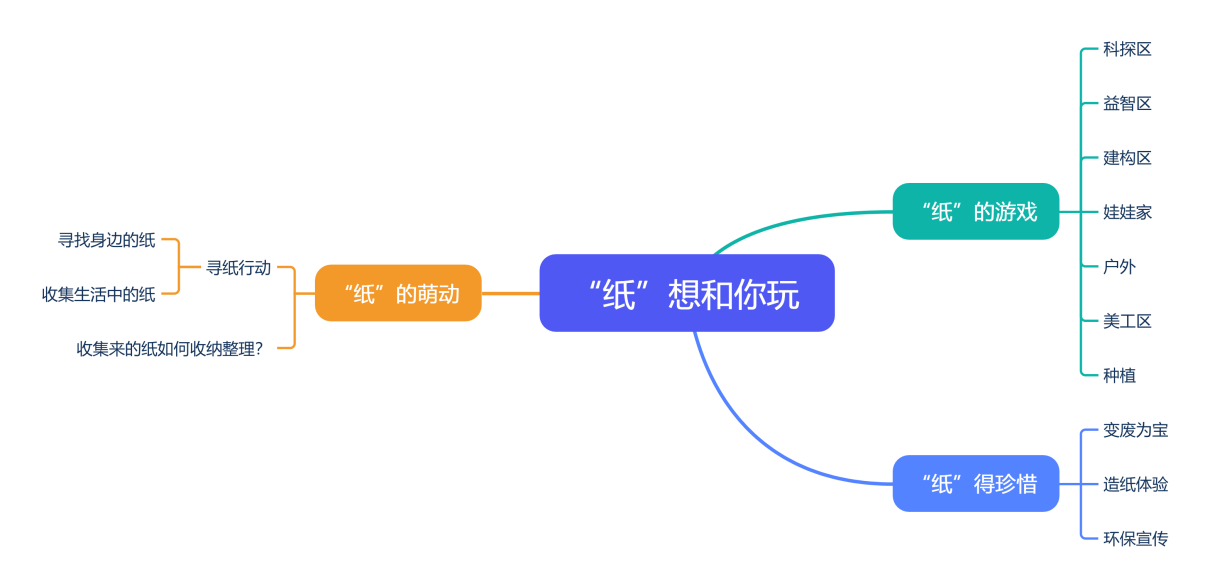 “纸”想和你玩
“纸”的萌动
寻纸行动
寻找身边的纸
收集生活中的纸
收集来的纸如何收纳整理？
“纸”的游戏
科探区
益智区
建构区
娃娃家
户外
美工区
种植
“纸”得珍惜
变废为宝
造纸体验
环保宣传